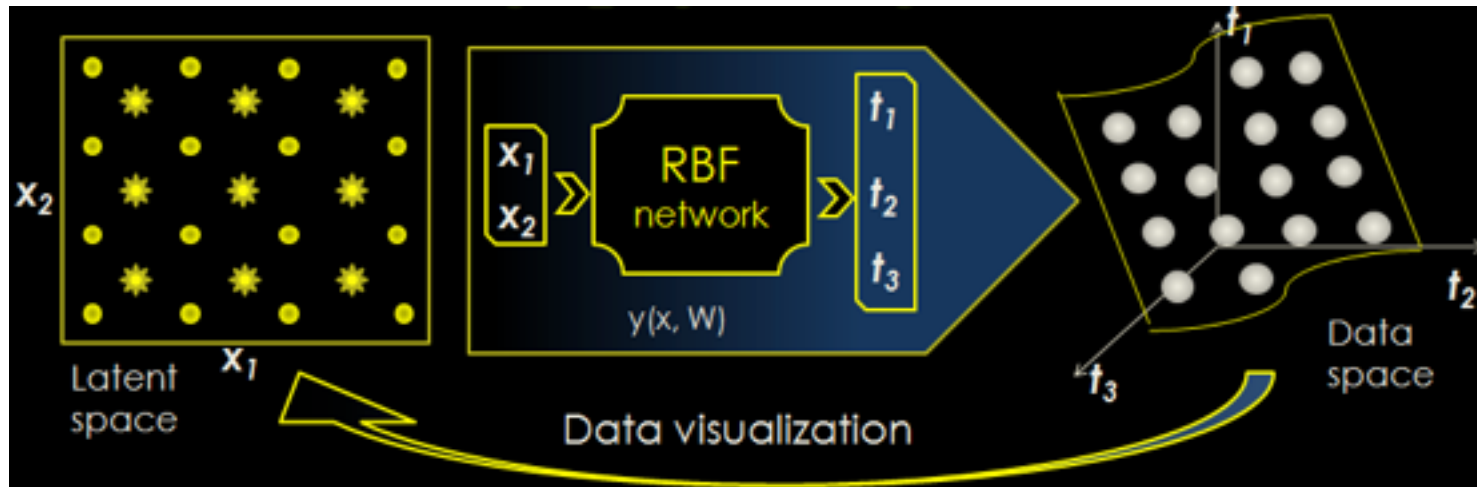 x2
x1
Latent
space
x1
x2
RBF
network
y(x, W)
t1
t2
t3
t1
t2
t3
Data
space
Data visualization